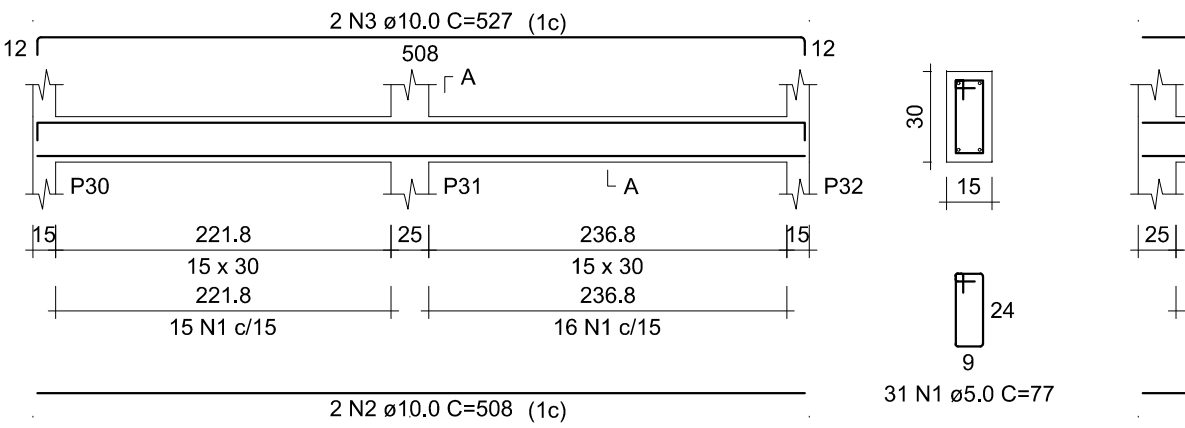 2 N3 ø10.0 C=527 (1c)
12
508
12
A
30
P30
P31
A
P32
15
15
221.8
25
236.8
15
25
15 x 30
15 x 30
221.8
236.8
15 N1 c/15
16 N1 c/15
24
9
31 N1 ø5.0 C=77
2 N2 ø10.0 C=508 (1c)